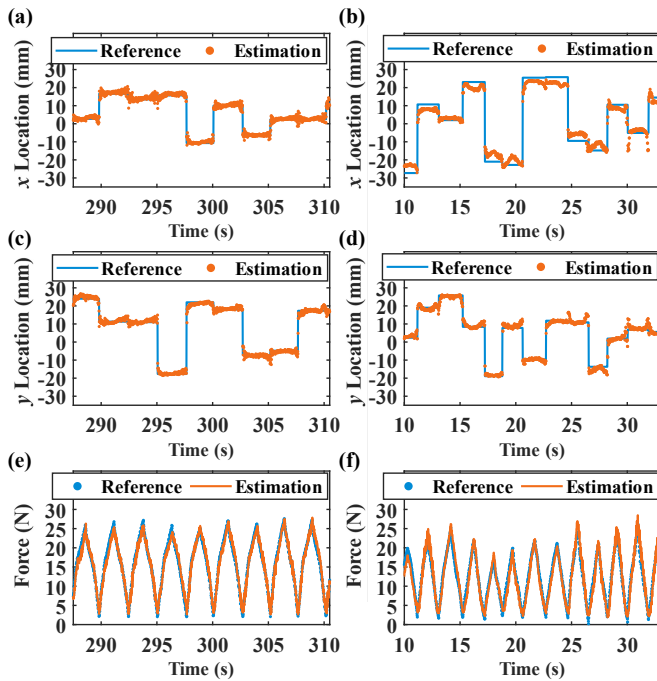 (a)
Reference Estimation
x Location (mm)
30
20
10
0
-10
-20
-30
290 295 300 305 310
Time (s)
(b)
Reference Estimation
x Location (mm)
30
20
10
0
-10
-20
-30
10 15 20 25 30
Time (s)
(c)
Reference Estimation
y Location (mm)
30
20
10
0
-10
-20
-30
290 295 300 305 310
Time (s)
(d)
Reference Estimation
y Location (mm)
30
20
10
0
-10
-20
-30
10 15 20 25 30
Time (s)
(e)
Reference Estimation
Force (N)
30
25
20
15
10
5
0
290 295 300 305 310
Time (s)
(f)
Reference Estimation
Force (N)
30
25
20
15
10
5
0
10 15 20 25 30
Time (s)